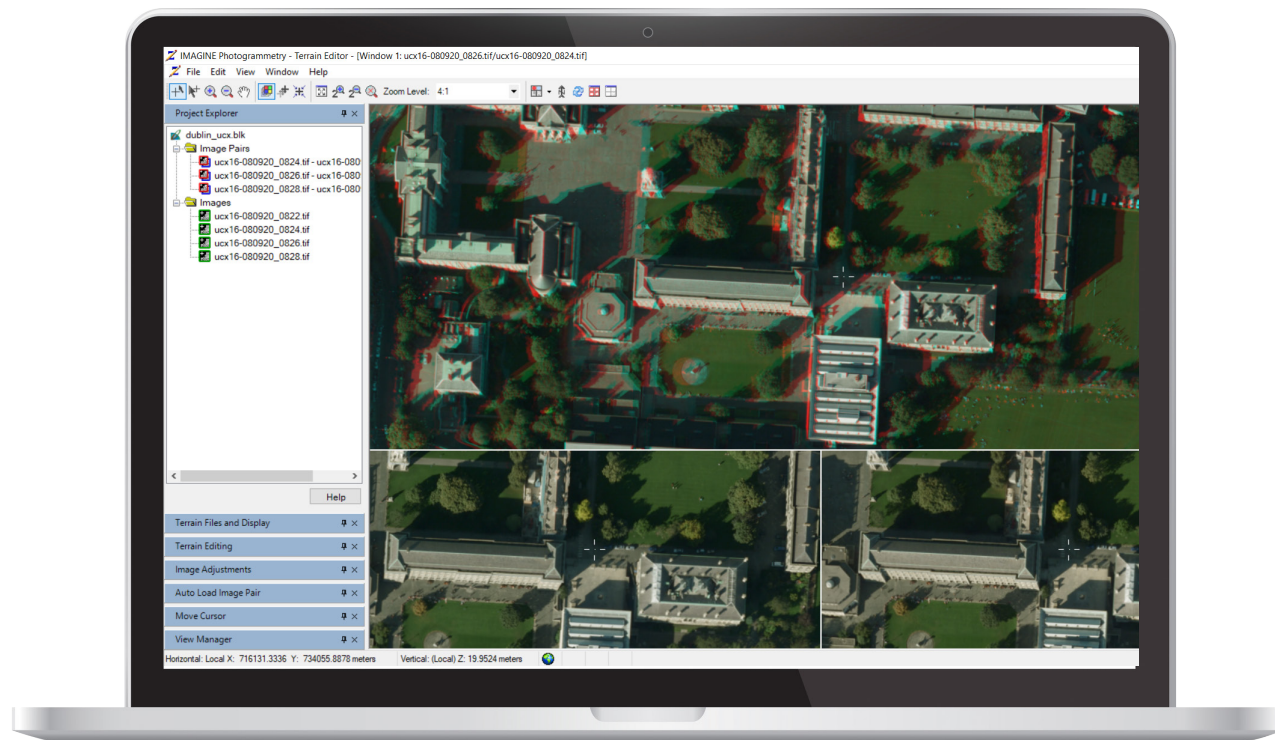 IMAGINE Photogrammetry - Terrain Editor - [Window 1: ucx16-080920_0826.tif/ucx16-080920_0824.tif]
File Edit View Window Help
Zoom Level: 4:1
Project Explorer
dublin_ucx.blk
Image Pairs
ucx16-080920_0824.tif - ucx16-080
ucx16-080920_0826.tif - ucx16-080
ucx16-080920_0828.tif - ucx16-080
Images
ucx16-080920_0822.tif
ucx16-080920_0824.tif
ucx16-080920_0826.tif
ucx16-080920_0828.tif
Help
Terrain Files and Display
Terrain Editing
Image Adjustments
Auto Load Image Pair
Move Cursor
View Manager
Horizontal: Local X: 716131.3336 Y: 734055.8878 meters Vertical: (Local) Z: 19.9524 meters